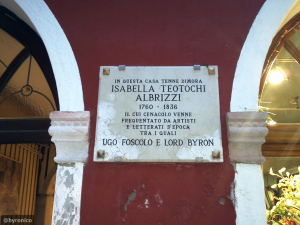 IN QUESTA CASA TENNE DIMORA
ISABELLA TEOTOCHI
ALBRIZZI
1760 - 1836
IL CUI CENACOLO VENNE
FREQUENTATO DA ARTISTI
E LETTERATI D'EPOCA
TRA I QUALI
UGO FOSCOLO E LORD BYRON
@byronico